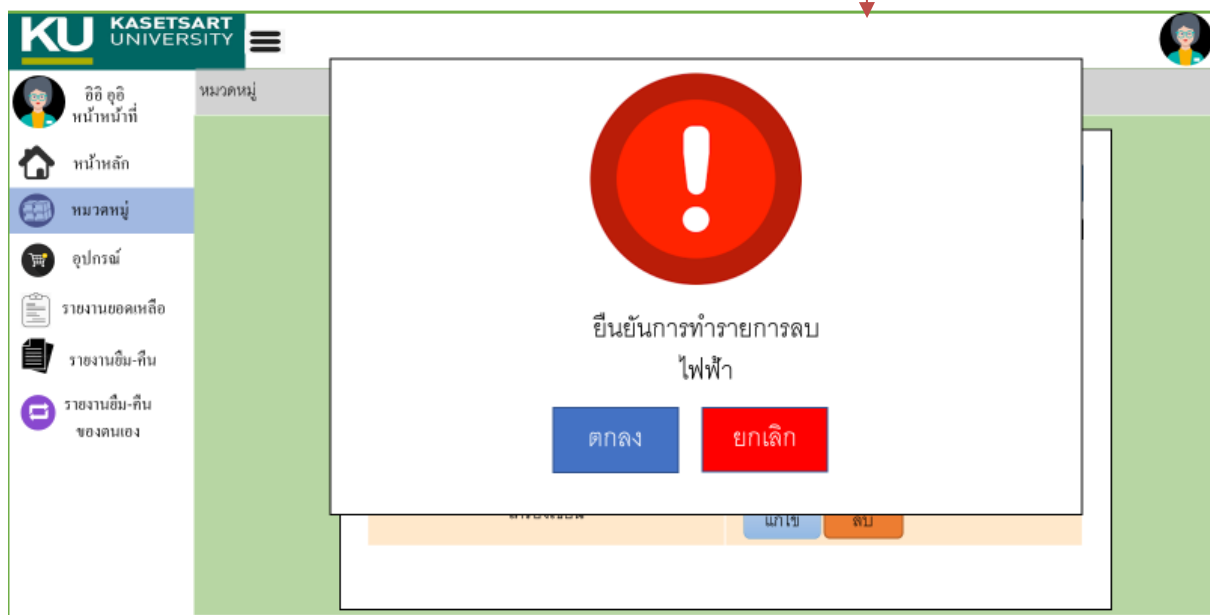 KU KASETSART
UNIVERSITY
อิอิ อุอิ
หน้าหน้าที่
หน้าหลัก
หมวดหมู่
อุปกรณ์
รายงานยอดเหลือ
รายงานยืม-คืน
รายงานยืม-คืน
ของตนเอง
หมวดหมู่
ยืนยันการทำรายการลบ
ไฟฟ้า
ตกลง
ยกเลิก
แก้ไข
ลบ